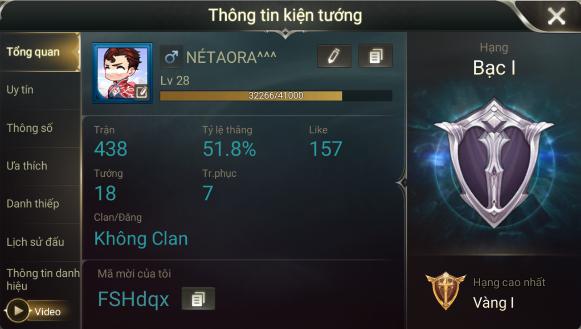 Thông tin kiện tướng
Tổng quan
Uy tín
Thông số
Ưa thích
Danh thiếp
Lịch sử đấu
Thông tin danh
hiệu
Video
NÉTAORA^^^
Lv 28
32266/41000
Trận
Tỷ lệ thắng
Like
438
51.8%
157
Tướng
Tr.phục
18
7
Clan/Đăng
Không Clan
Mã mời của tôi
FSHdqx
Hạng
Bạc I
Hạng cao nhất
Vàng I